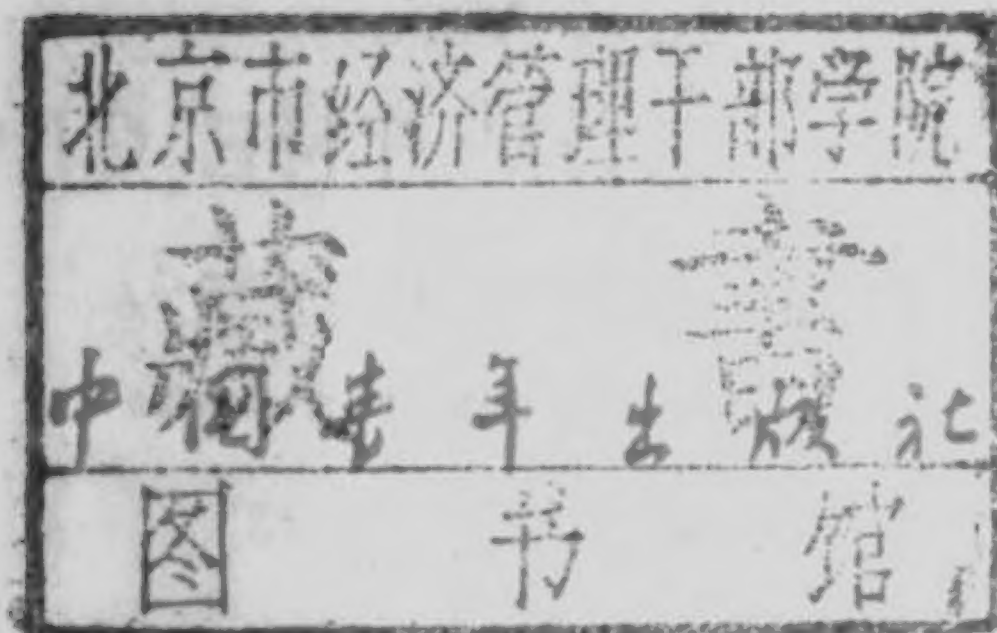 北京市经济管理干部学院
藏書
中国青年出版社
图书馆